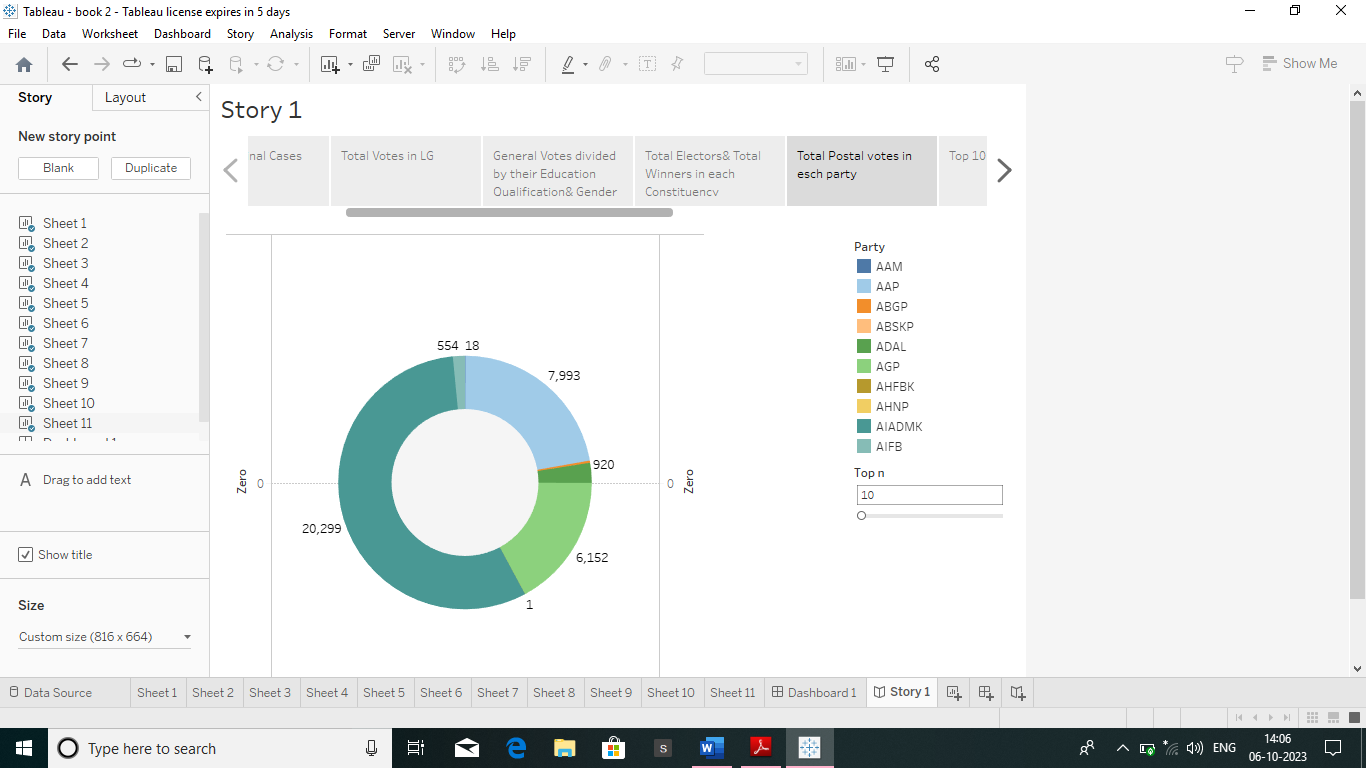 Tableau - book 2 - Tableau license expires in 5 days
File Data Worksheet Dashboard Story Analysis Format Server Window Help
Show Me
Story Layout
New story point
Blank Duplicate
Sheet 1
Sheet 2
Sheet 3
Sheet 4
Sheet 5
Sheet 6
Sheet 7
Sheet 8
Sheet 9
Sheet 10
Sheet 11
A Drag to add text
Show title
Size
Custom size (816 x 664)
Story 1
nal Cases
Total Votes in LG
General Votes divided
by their Education
Qualification& Gender
Total Electors& Total
Winners in each
Constituency
Total Postal votes in
esch party
Top 10
554 18
7,993
920
Zero 0
0 Zero
20,299
6,152
1
Party
AAM
AAP
ABGP
ABSKP
ADAL
AGP
AHFBK
AHNP
AIADMK
AIFB
Top n
10
Data Source Sheet 1 Sheet 2 Sheet 3 Sheet 4 Sheet 5 Sheet 6 Sheet 7 Sheet 8 Sheet 9 Sheet 10 Sheet 11 Dashboard 1 Story 1
Type here to search
S
W
ENG
14:06
06-10-2023